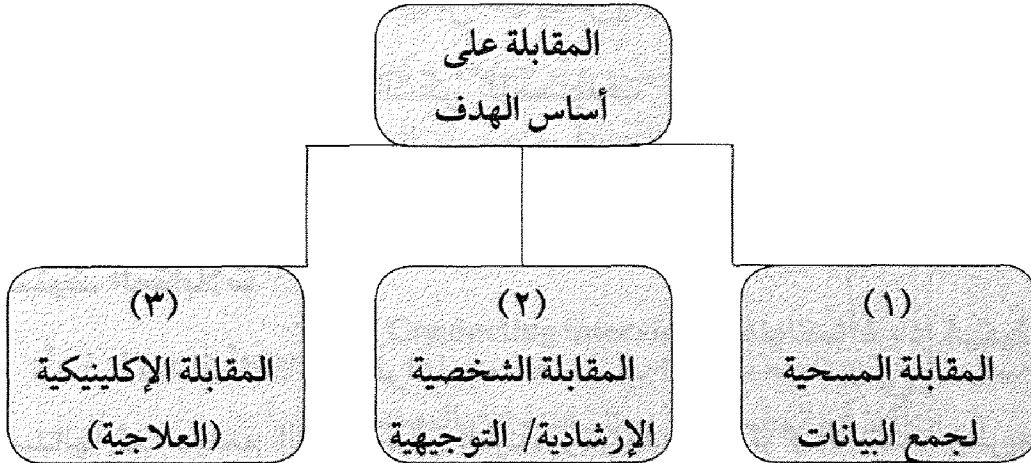 المقابلة على
أساس الهدف
(١)
المقابلة المسحية
لجمع البيانات
(٢)
المقابلة الشخصية
الإرشادية/ التوجيهية
(٣)
المقابلة الإكلينيكية
(العلاجية)